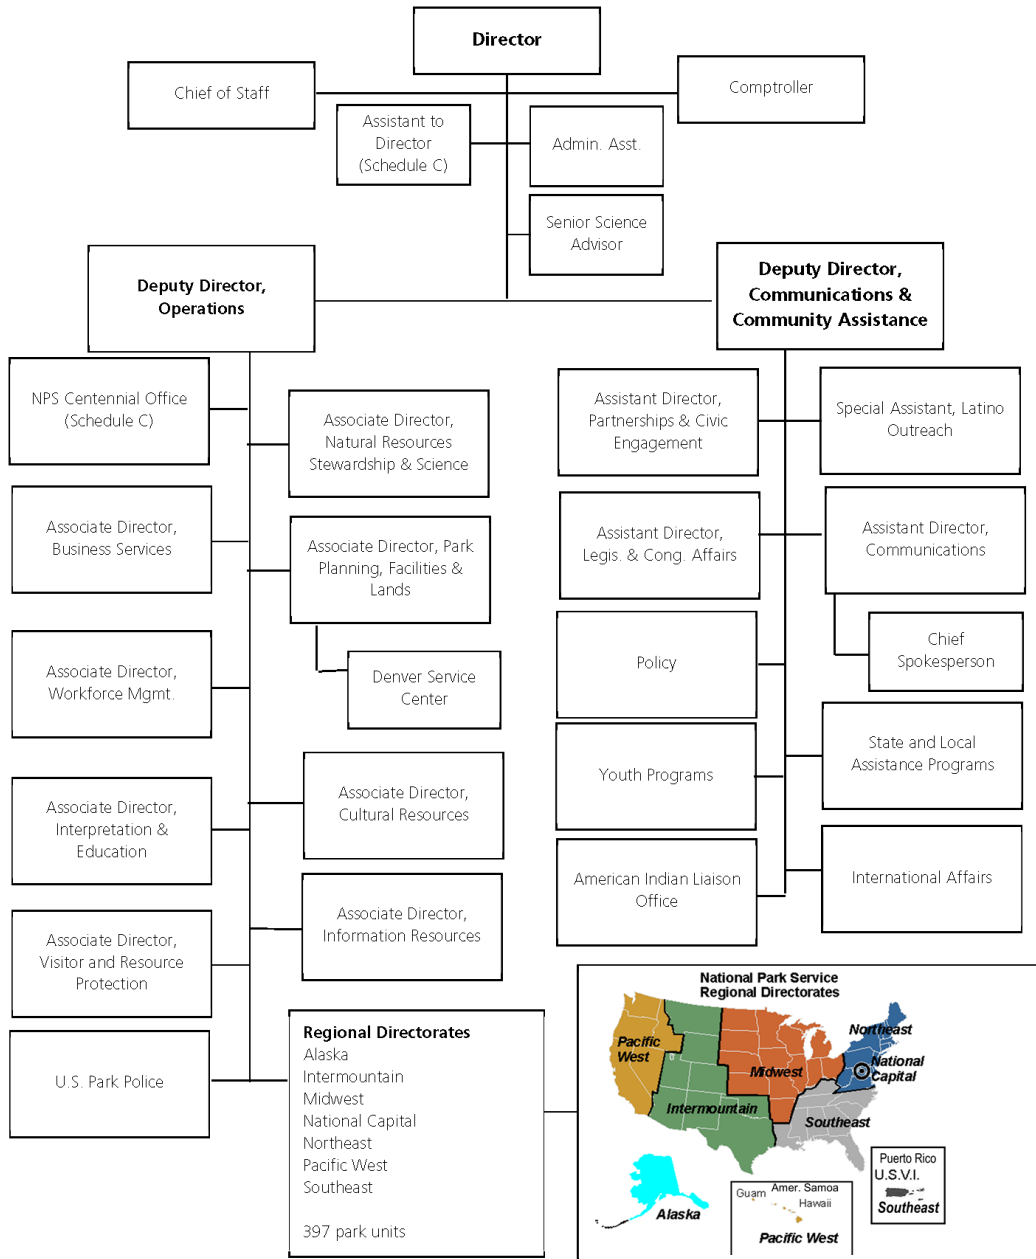 Director
Chief of Staff
Comptroller
Assistant to
Director
(Schedule C)
Admin. Asst.
Senior Science
Advisor
Deputy Director,
Operations
Deputy Director,
Communications &
Community Assistance
NPS Centennial Office
(Schedule C)
Associate Director,
Natural Resources
Stewardship & Science
Associate Director,
Business Services
Associate Director, Park
Planning, Facilities &
Lands
Denver Service
Center
Associate Director,
Workforce Mgmt.
Associate Director,
Cultural Resources
Associate Director,
Interpretation &
Education
Associate Director,
Information Resources
Associate Director,
Visitor and Resource
Protection
U.S. Park Police
Regional Directorates
Alaska
Intermountain
Midwest
National Capital
Northeast
Pacific West
Southeast
397 park units
Assistant Director,
Partnerships & Civic
Engagement
Special Assistant, Latino
Outreach
Assistant Director,
Legis. & Cong. Affairs
Assistant Director,
Communications
Chief
Spokesperson
Policy
State and Local
Assistance Programs
Youth Programs
American Indian Liaison
Office
International Affairs
National Park Service
Regional Directorates
Pacific
West
Midwest
Northeast
National
Capital
Intermountain
Southeast
Alaska
Guam
Amer. Samoa
Hawaii
Pacific West
Puerto Rico
U.S.V.I.
Southeast